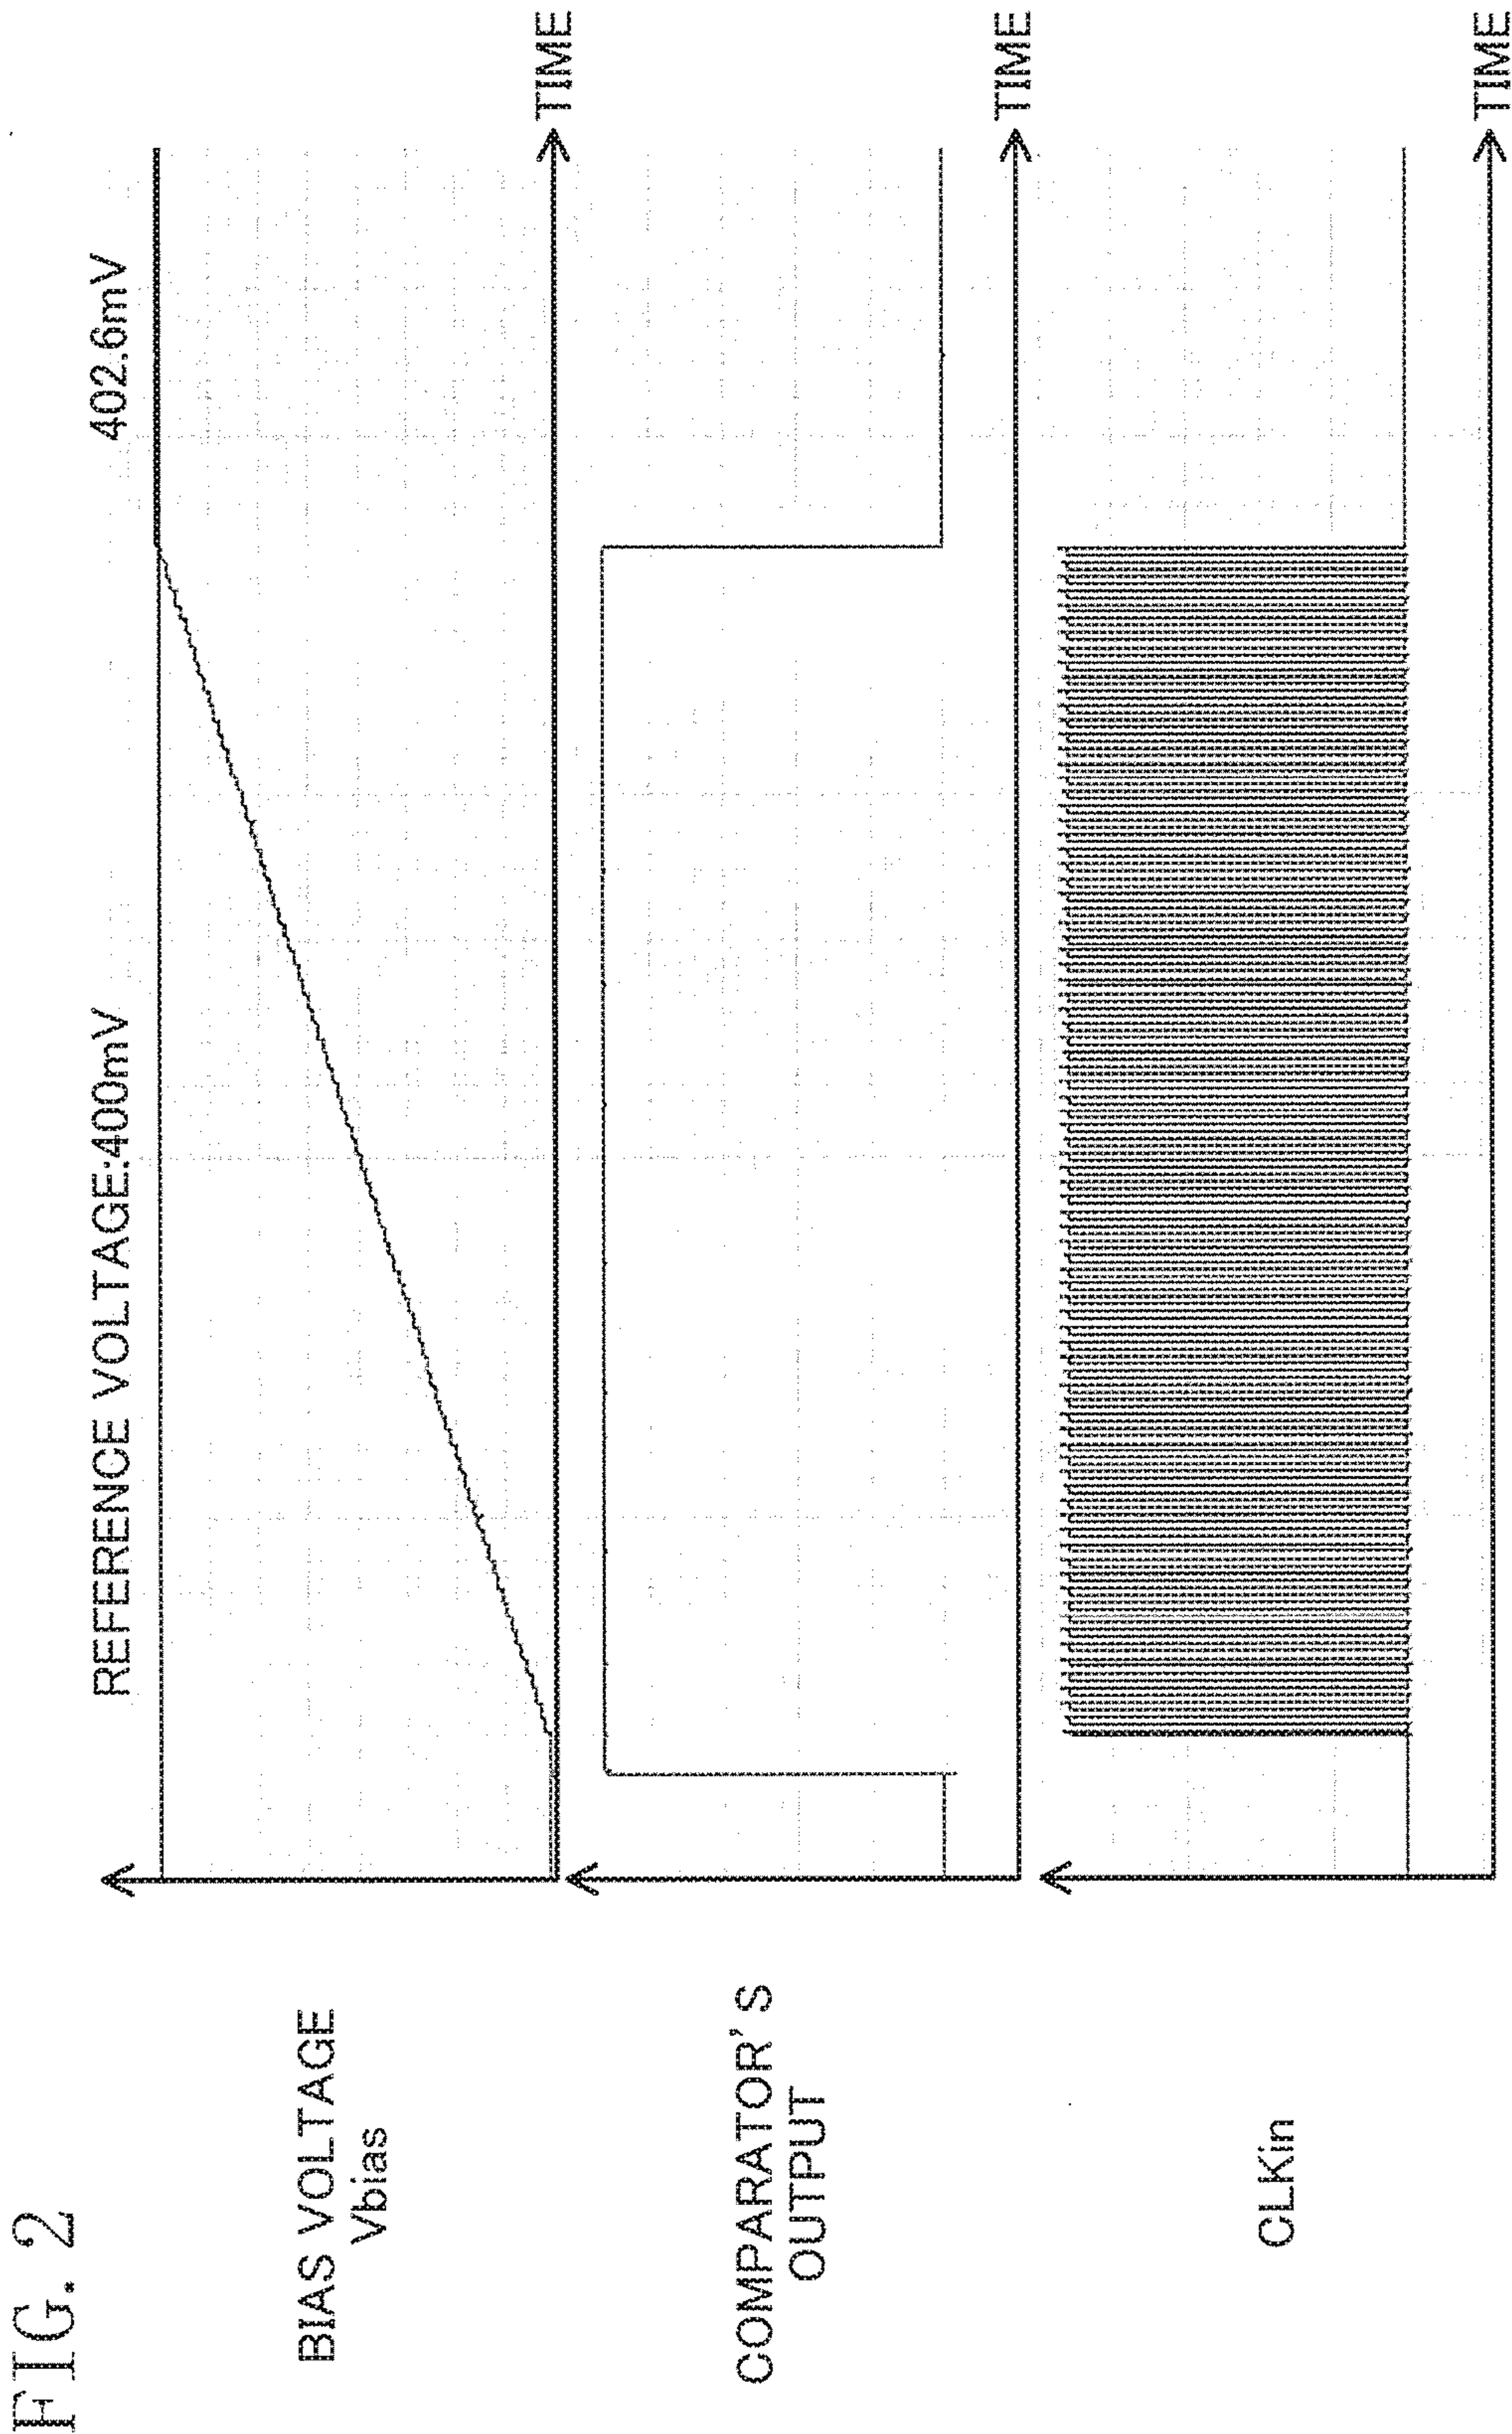 FIG. 2
REFERENCE VOLTAGE:400mV
402.6mV
BIAS VOLTAGE
Vbias
TIME
COMPARATOR'S
OUTPUT
TIME
CLKin
TIME